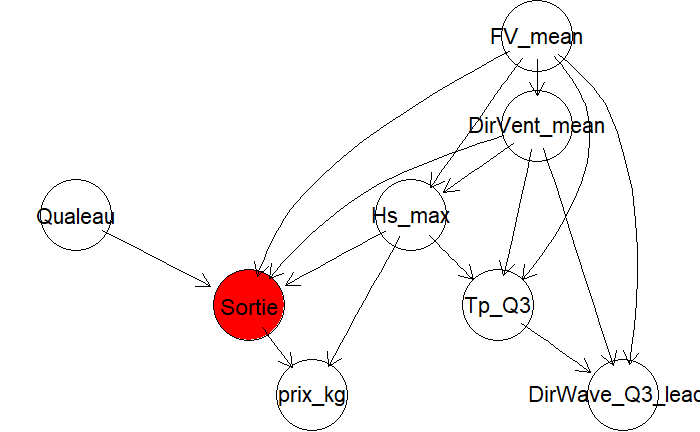 FV_mean
DirVent_mean
Qualeau
Hs_max
Sortie
Tp_Q3
prix_kg
DirWave_Q3_lead